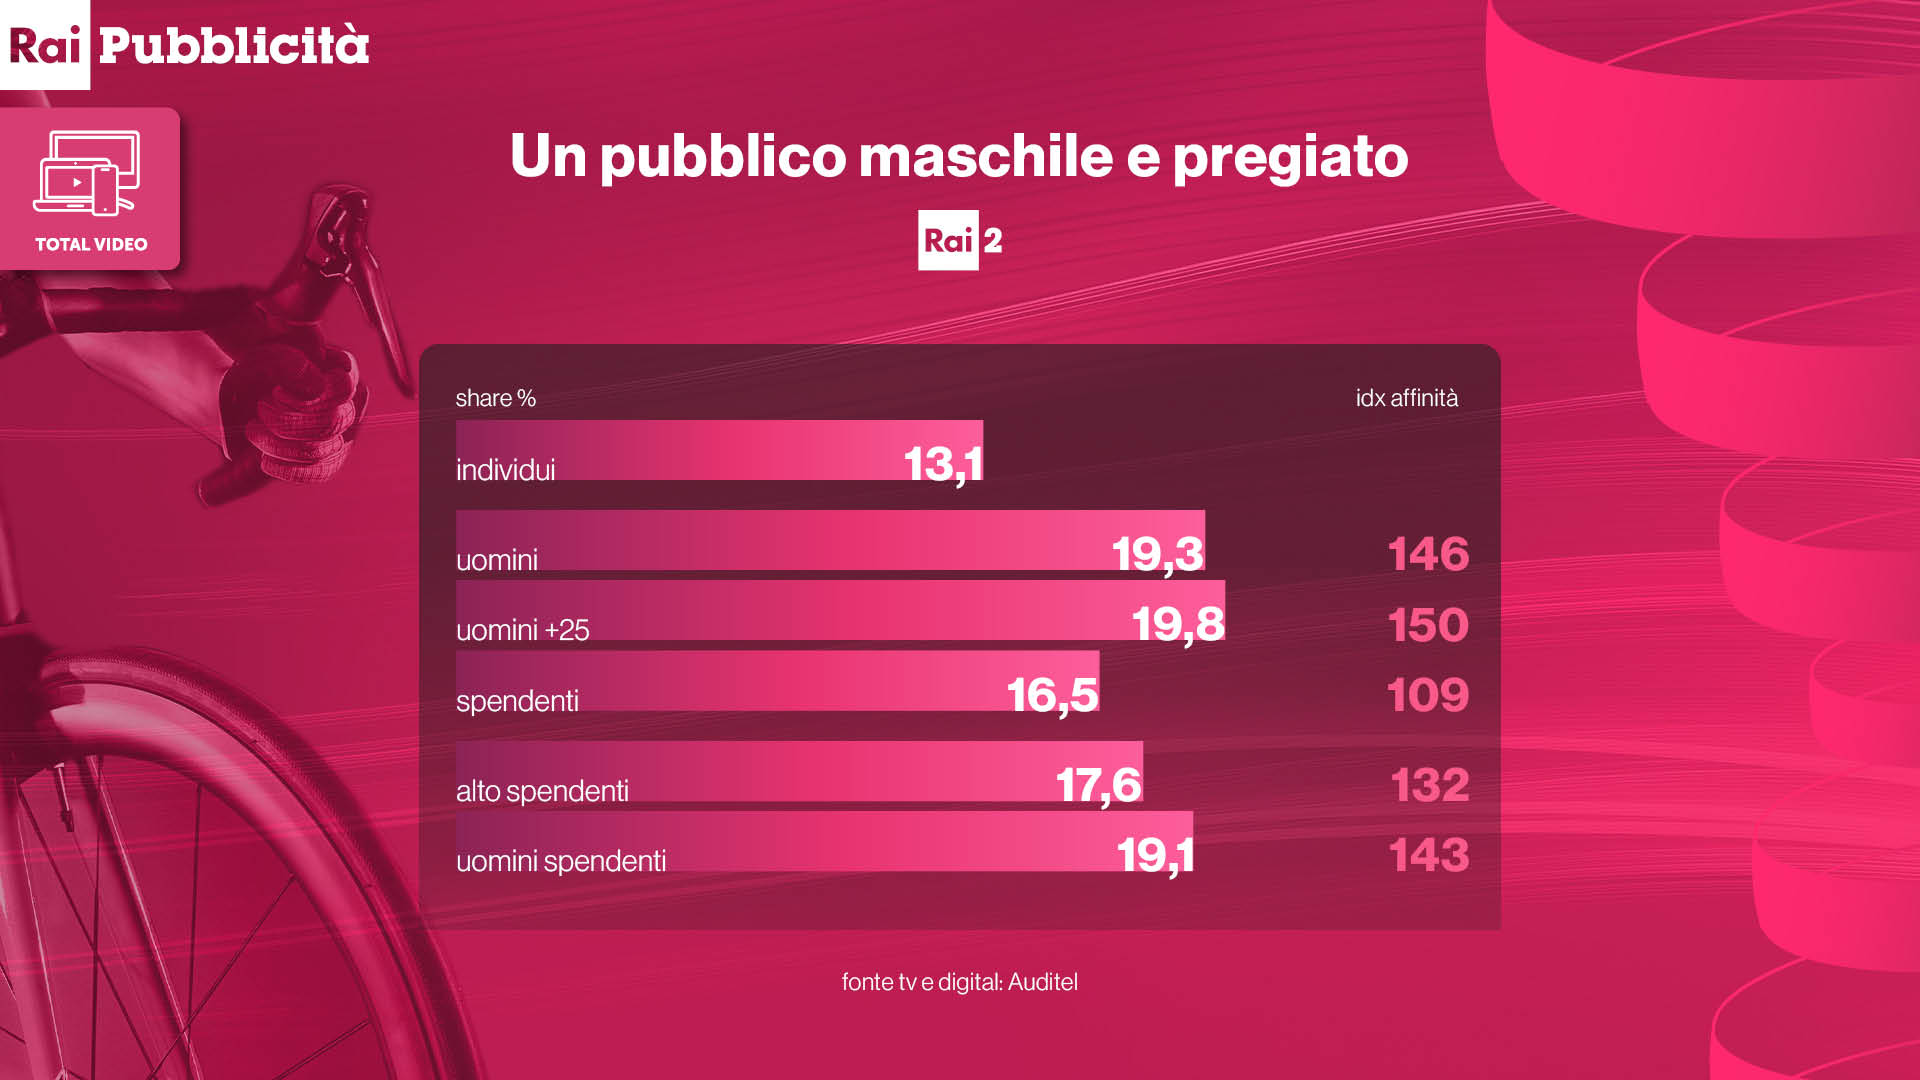 Rai Pubblicità
TOTAL VIDEO
Un pubblico maschile e pregiato
Rai 2
share % idx affinità
individui 13,1
uomini 19,3 146
uomini +25 19,8 150
spendenti 16,5 109
alto spendenti 17,6 132
uomini spendenti 19,1 143
fonte tv e digital: Auditel